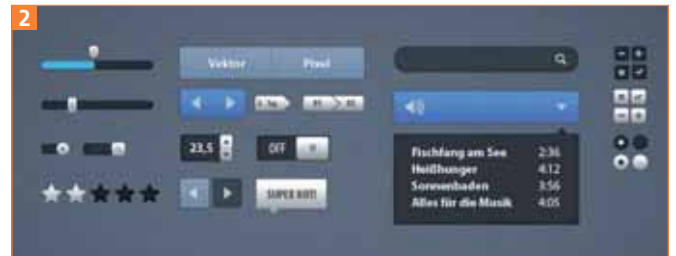 2
Vektor Pixel
23,5 OFF
SUPER BUTT
Fischfang am See 2:36
Heißhunger 4:12
Sonnenbaden 3:56
Alles für die Musik 4:05